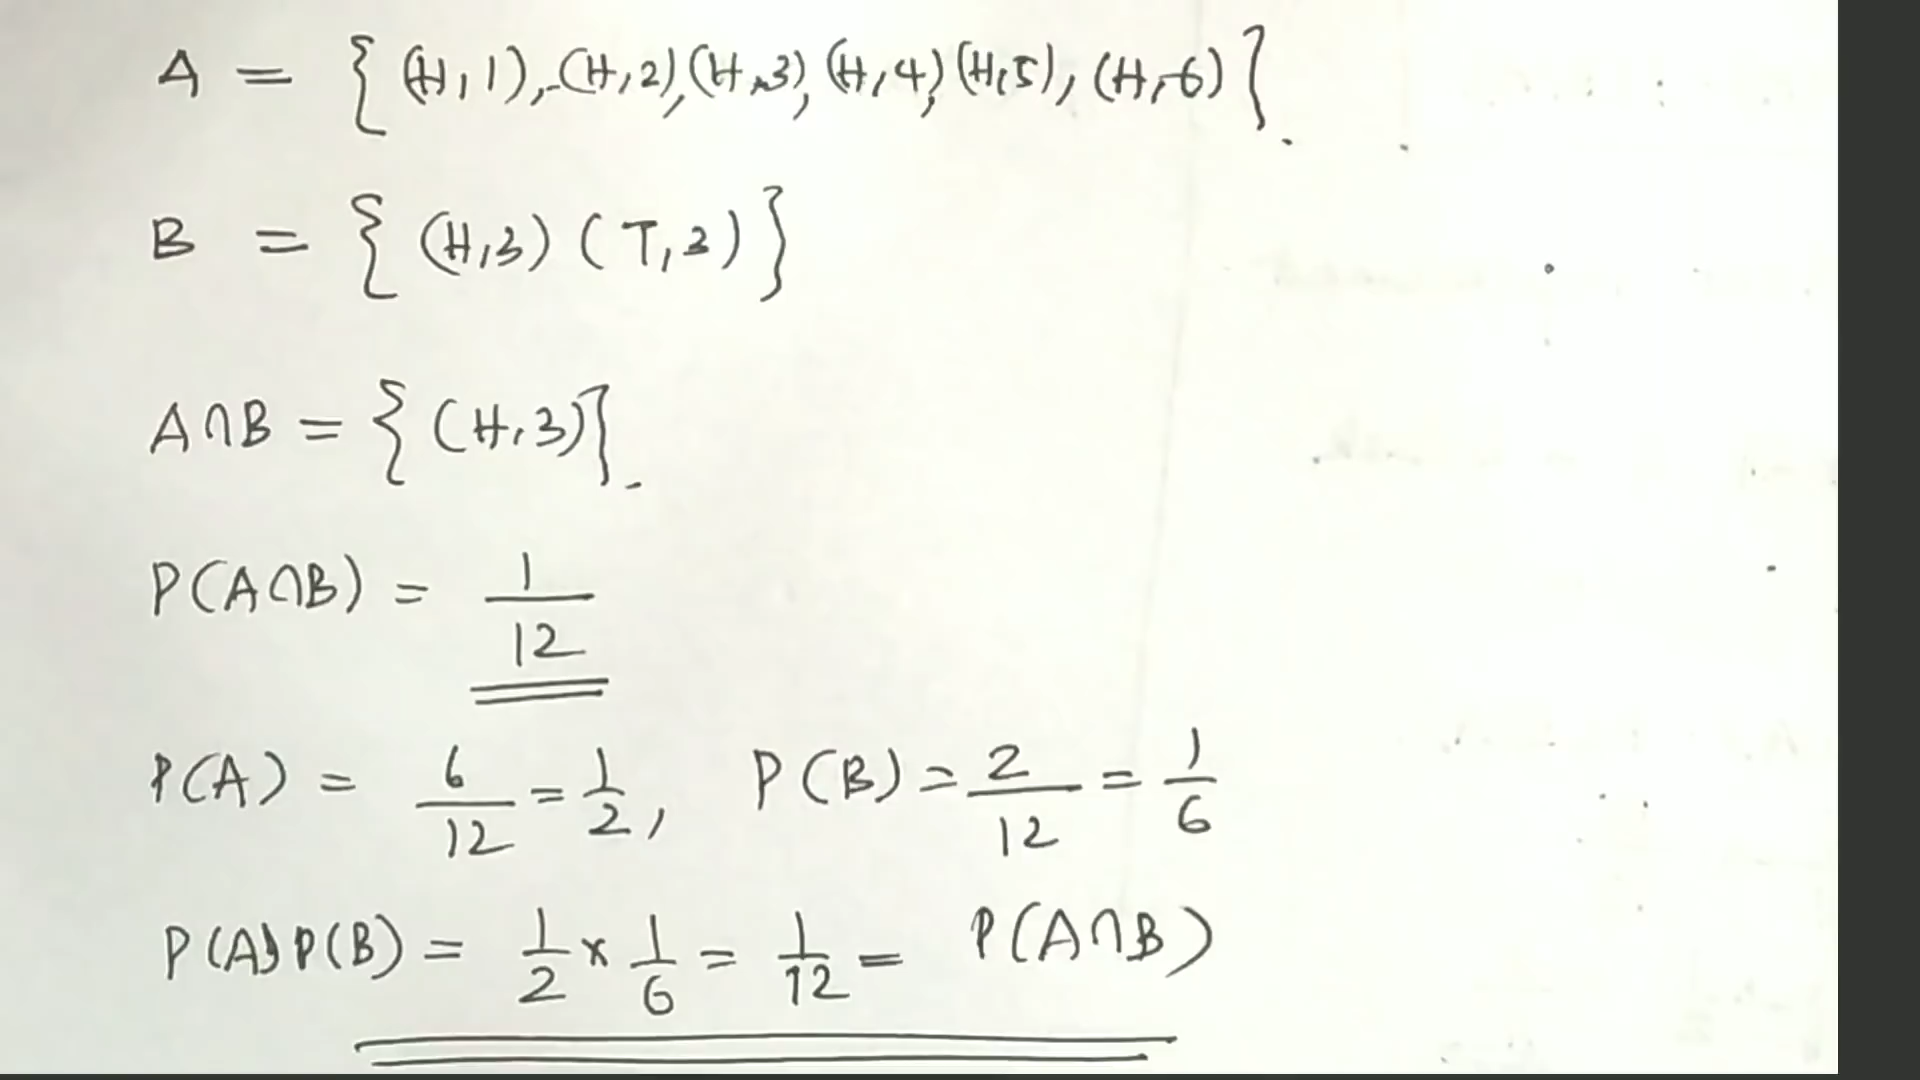 A = { (H,1), (H,2), (H,3), (H,4), (H,5), (H,6) }.
B = { (H,3) (T,3) }
A∩B = { (H,3) }.
P(A∩B) = 1/12
P(A) = 6/12 = 1/2, P(B) = 2/12 = 1/6
P(A)P(B) = 1/2 × 1/6 = 1/12 = P(A∩B)